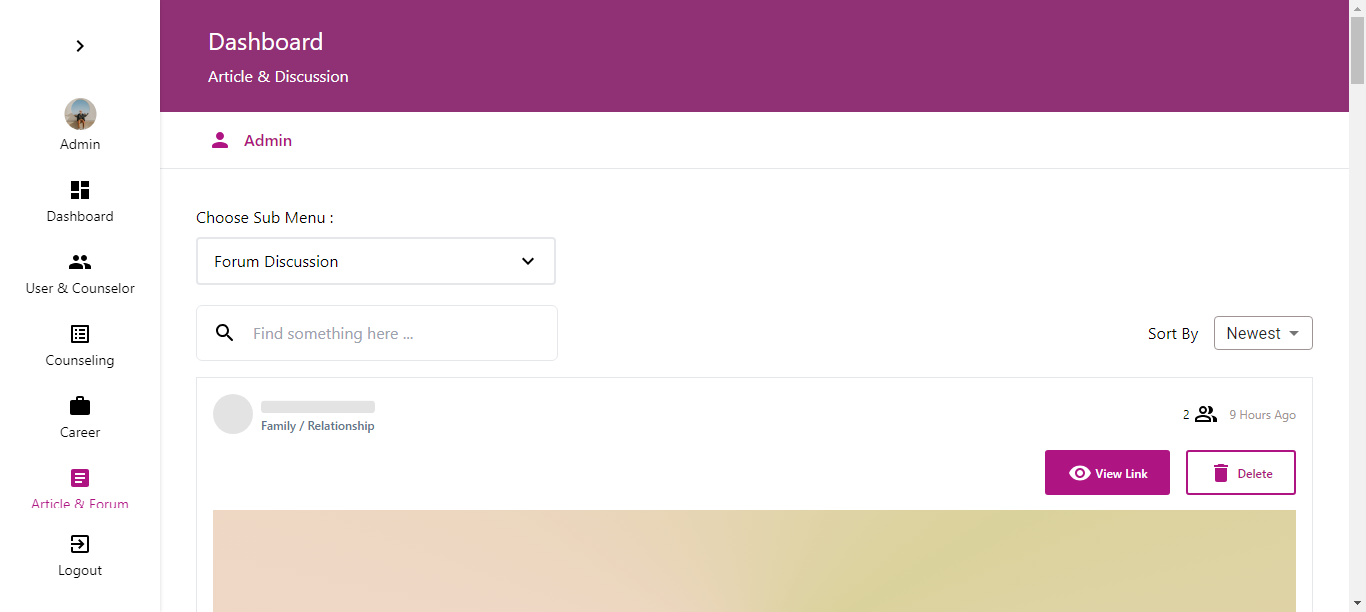 Dashboard
Article & Discussion
Admin
Admin
Dashboard
User & Counselor
Counseling
Career
Article & Forum
Logout
Choose Sub Menu :
Forum Discussion
Find something here ...
Sort By
Newest
Family / Relationship
2
9 Hours Ago
View Link
Delete